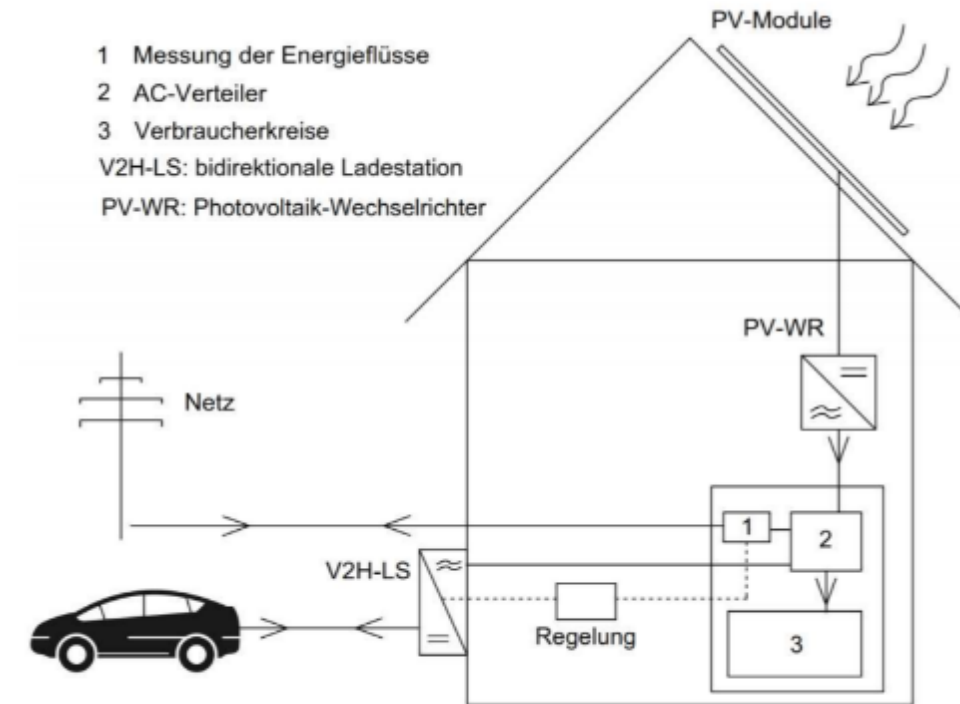 PV-Module
1 Messung der Energieflüsse
2 AC-Verteiler
3 Verbraucherkreise
V2H-LS: bidirektionale Ladestation
PV-WR: Photovoltaik-Wechselrichter
PV-WR
Netz
1
2
V2H-LS
Regelung
3